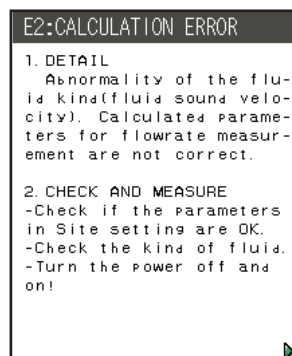 E2:CALCULATION ERROR
1. DETAIL
Abnormality of the flu-
id kind(fluid sound velo-
city). Calculated parame-
ters for flowrate measur-
ement are not correct.
2. CHECK AND MEASURE
-Check if the parameters
in Site setting are OK.
-Check the kind of fluid.
-Turn the power off and
on!